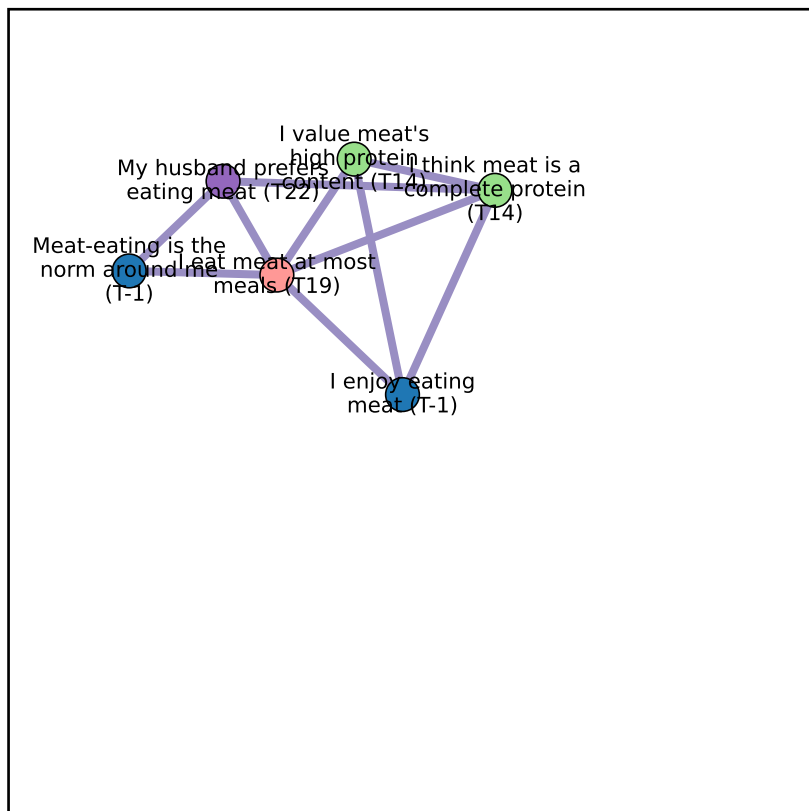 I value meat's
high protein
content (T14)
My husband prefers
eating meat (T22)
I think meat is a
complete protein
(T14)
Meat-eating is the
norm around me
(T-1)
I eat meat at most
meals (T19)
I enjoy eating
meat (T-1)